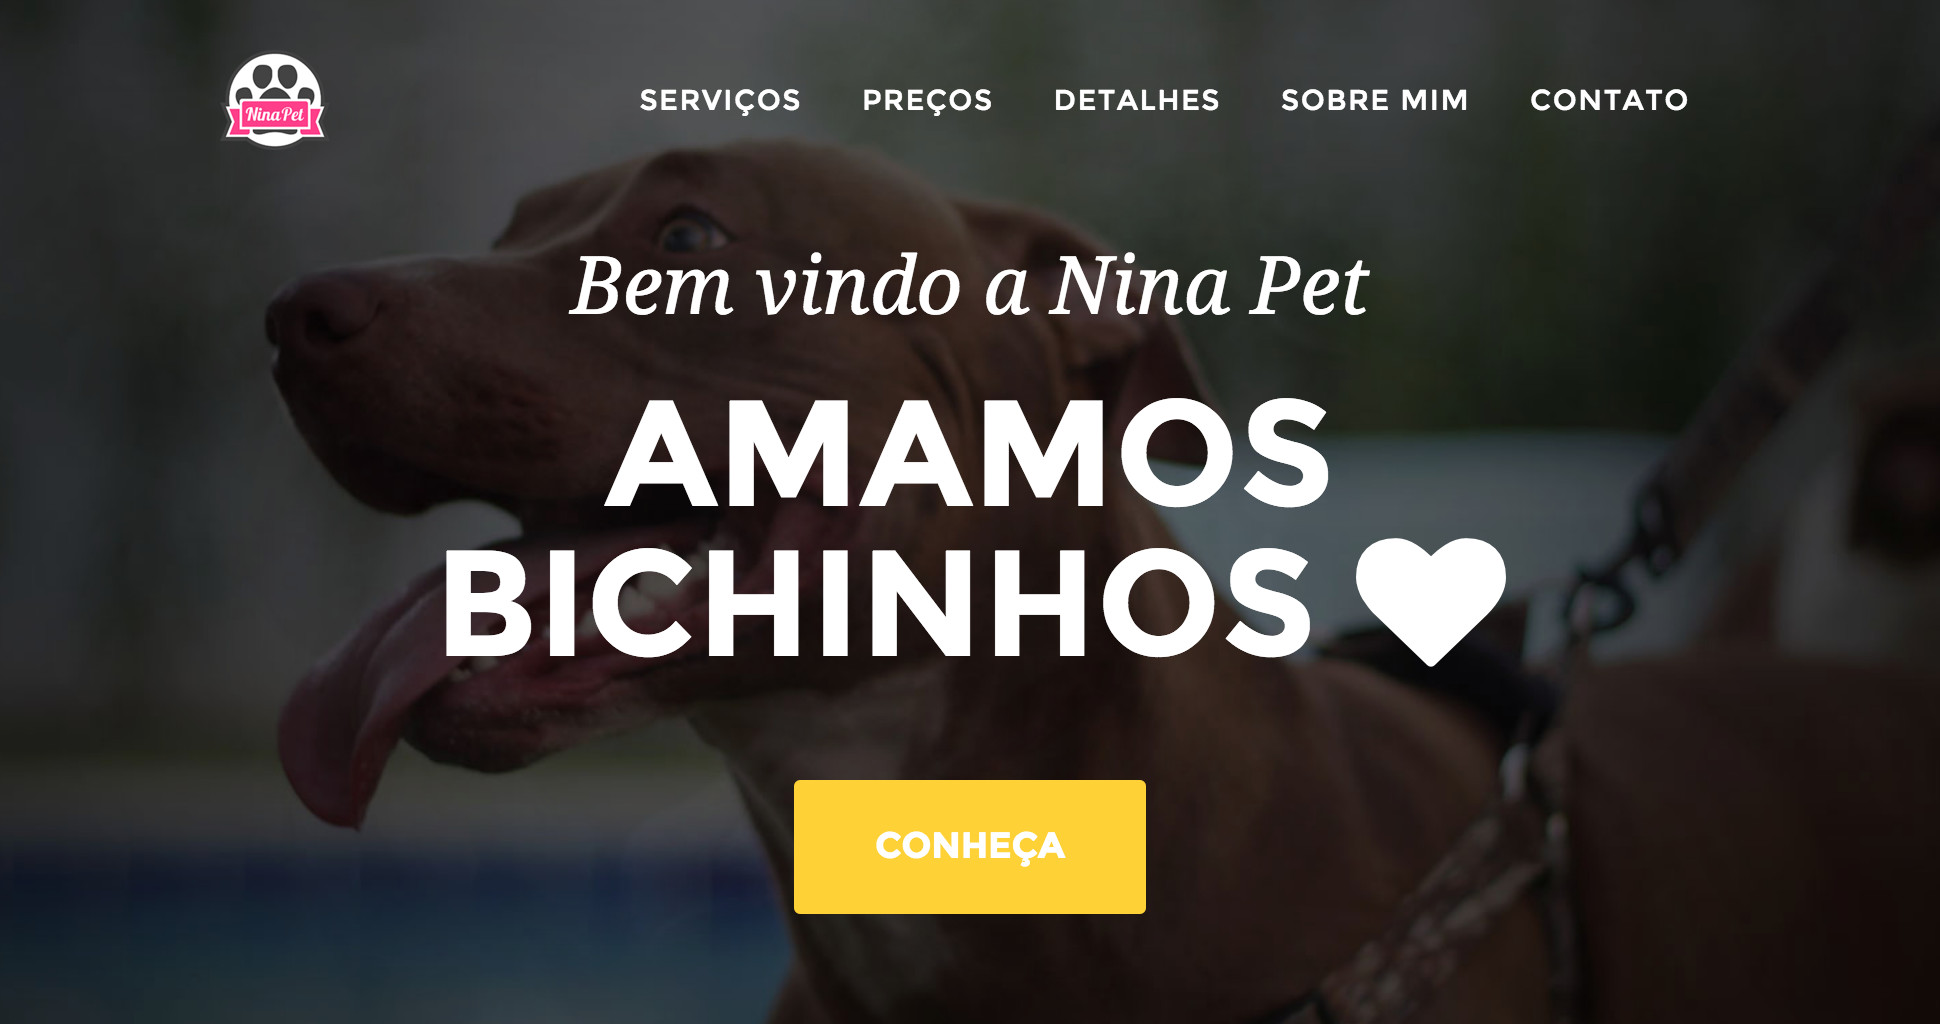 Nina Pet
SERVIÇOS PREÇOS DETALHES SOBRE MIM CONTATO
Bem vindo a Nina Pet
AMAMOS
BICHINHOS
CONHEÇA